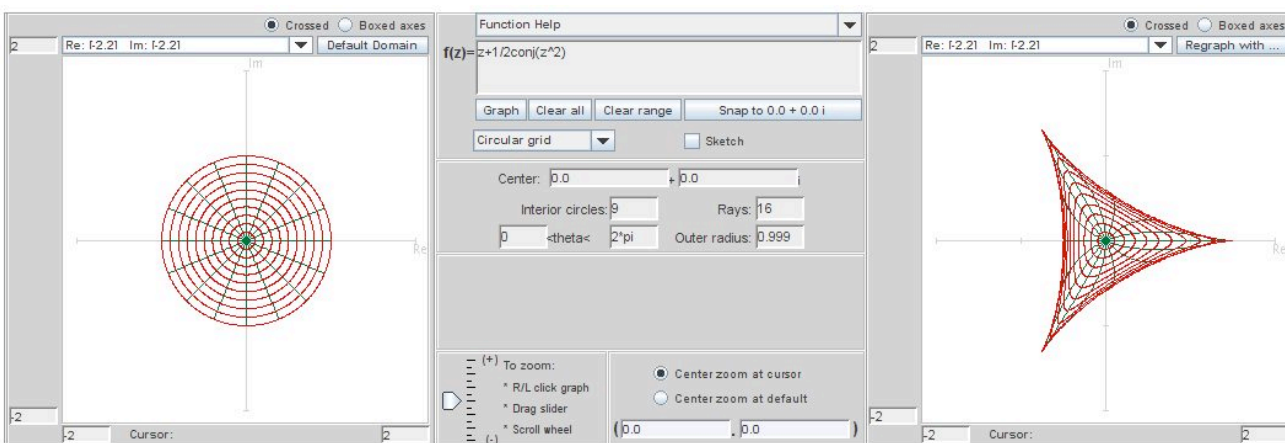 Crossed Boxed axes
2 Re: [-2,2] Im: [-2,2] Default Domain
Im
Re
-2
-2 Cursor: 2
Function Help
f(z)= z+1/2conj(z^2)
Graph Clear all Clear range Snap to 0.0 + 0.0 i
Circular grid Sketch
Center: 0.0 + 0.0 i
Interior circles: 9 Rays: 16
0 <theta< 2*pi Outer radius: 0.999
(+) To zoom:
* R/L click graph
* Drag slider
* Scroll wheel
(-)
Center zoom at cursor
Center zoom at default
( 0.0 , 0.0 )
Crossed Boxed axes
2 Re: [-2,2] Im: [-2,2] Regraph with ...
Im
Re
-2
-2 Cursor: 2